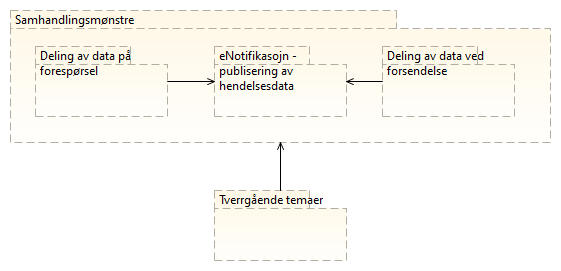 Samhandlingsmønstre
Deling av data på
forespørsel
eNotifikasojn -
publisering av
hendelsesdata
Deling av data ved
forsendelse
Tverrgående temaer